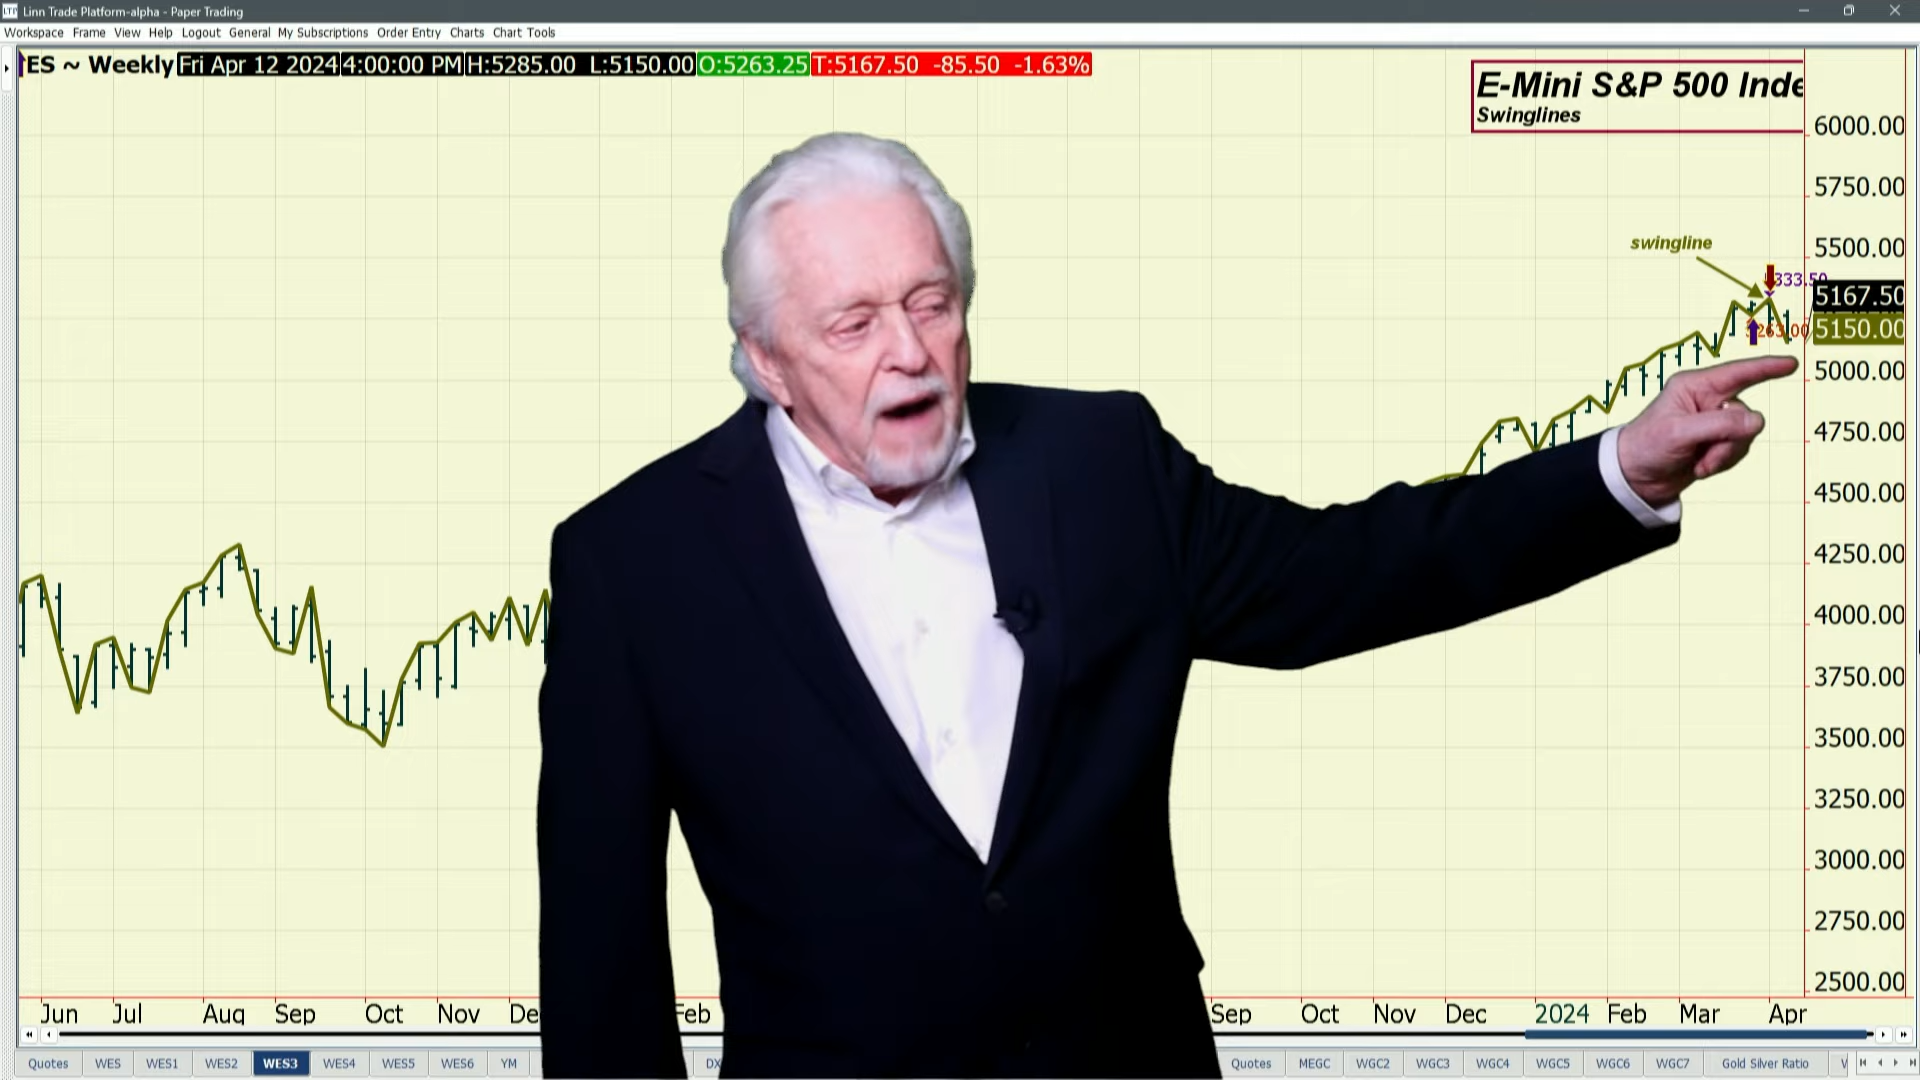 Linn Trade Platform-alpha - Paper Trading
Workspace Frame View Help Logout General My Subscriptions Order Entry Charts Chart Tools
ES ~ Weekly Fri Apr 12 2024 4:00:00 PM H:5285.00 L:5150.00 O:5263.25 T:5167.50 -85.50 -1.63%
E-Mini S&P 500 Inde
Swinglines
6000.00
5750.00
swingline
5500.00
333.50
5167.50
5263.00
5150.00
5000.00
4750.00
4500.00
4250.00
4000.00
3750.00
3500.00
3250.00
3000.00
2750.00
2500.00
Jun Jul Aug Sep Oct Nov De Feb Sep Oct Nov Dec 2024 Feb Mar Apr
Quotes WES WES1 WES2 WES3 WES4 WES5 WES6 YM DX Quotes MEGC WGC2 WGC3 WGC4 WGC5 WGC6 WGC7 Gold Silver Ratio